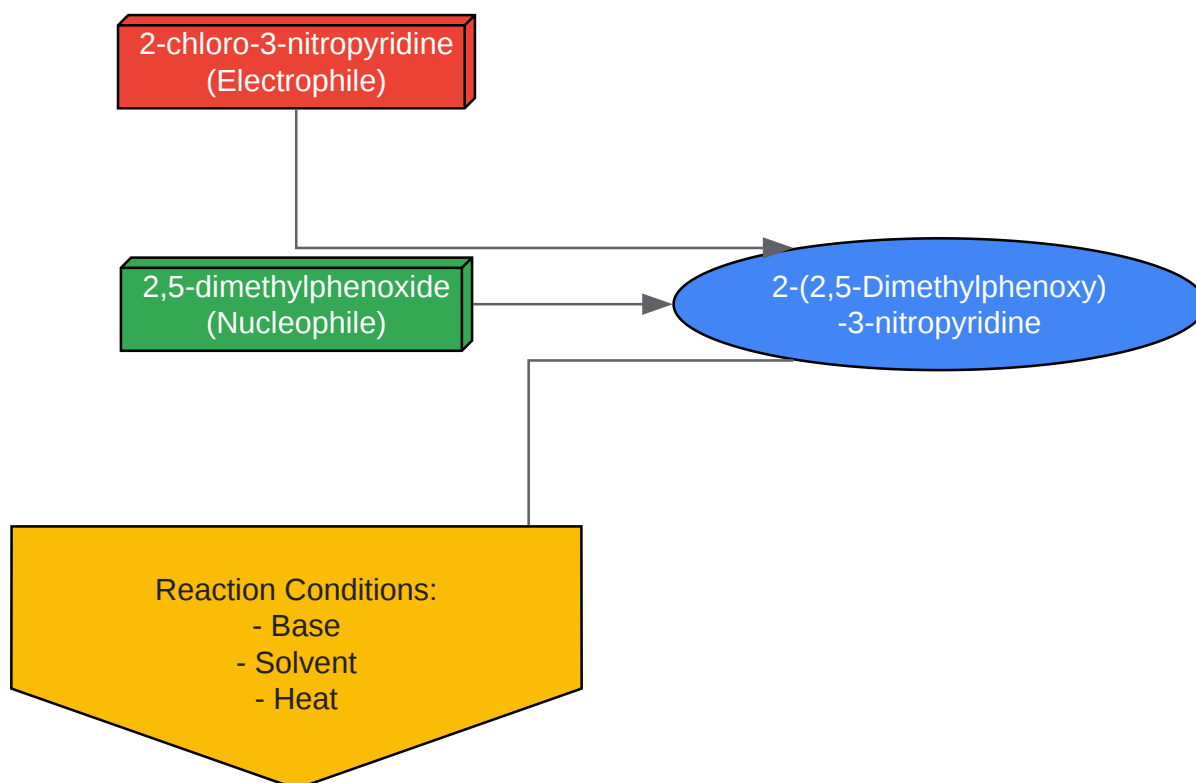 2-chloro-3-nitropyridine
(Electrophile)
2,5-dimethylphenoxide
(Nucleophile)
2-(2,5-Dimethylphenoxy)
-3-nitropyridine
Reaction Conditions:
- Base
- Solvent
- Heat